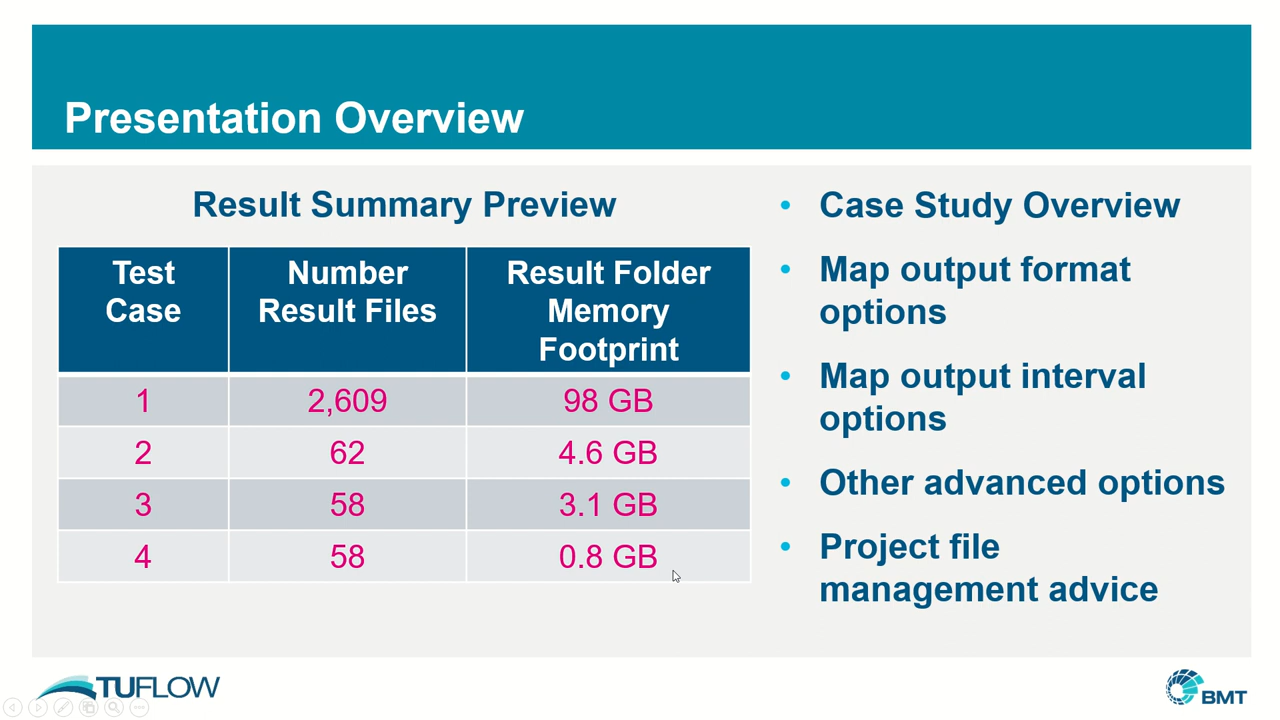 Presentation Overview
Result Summary Preview
Test Case
Number Result Files
Result Folder Memory Footprint
1 2,609 98 GB
2 62 4.6 GB
3 58 3.1 GB
4 58 0.8 GB
• Case Study Overview
• Map output format
options
• Map output interval
options
• Other advanced options
• Project file
management advice
TUFLOW
BMT